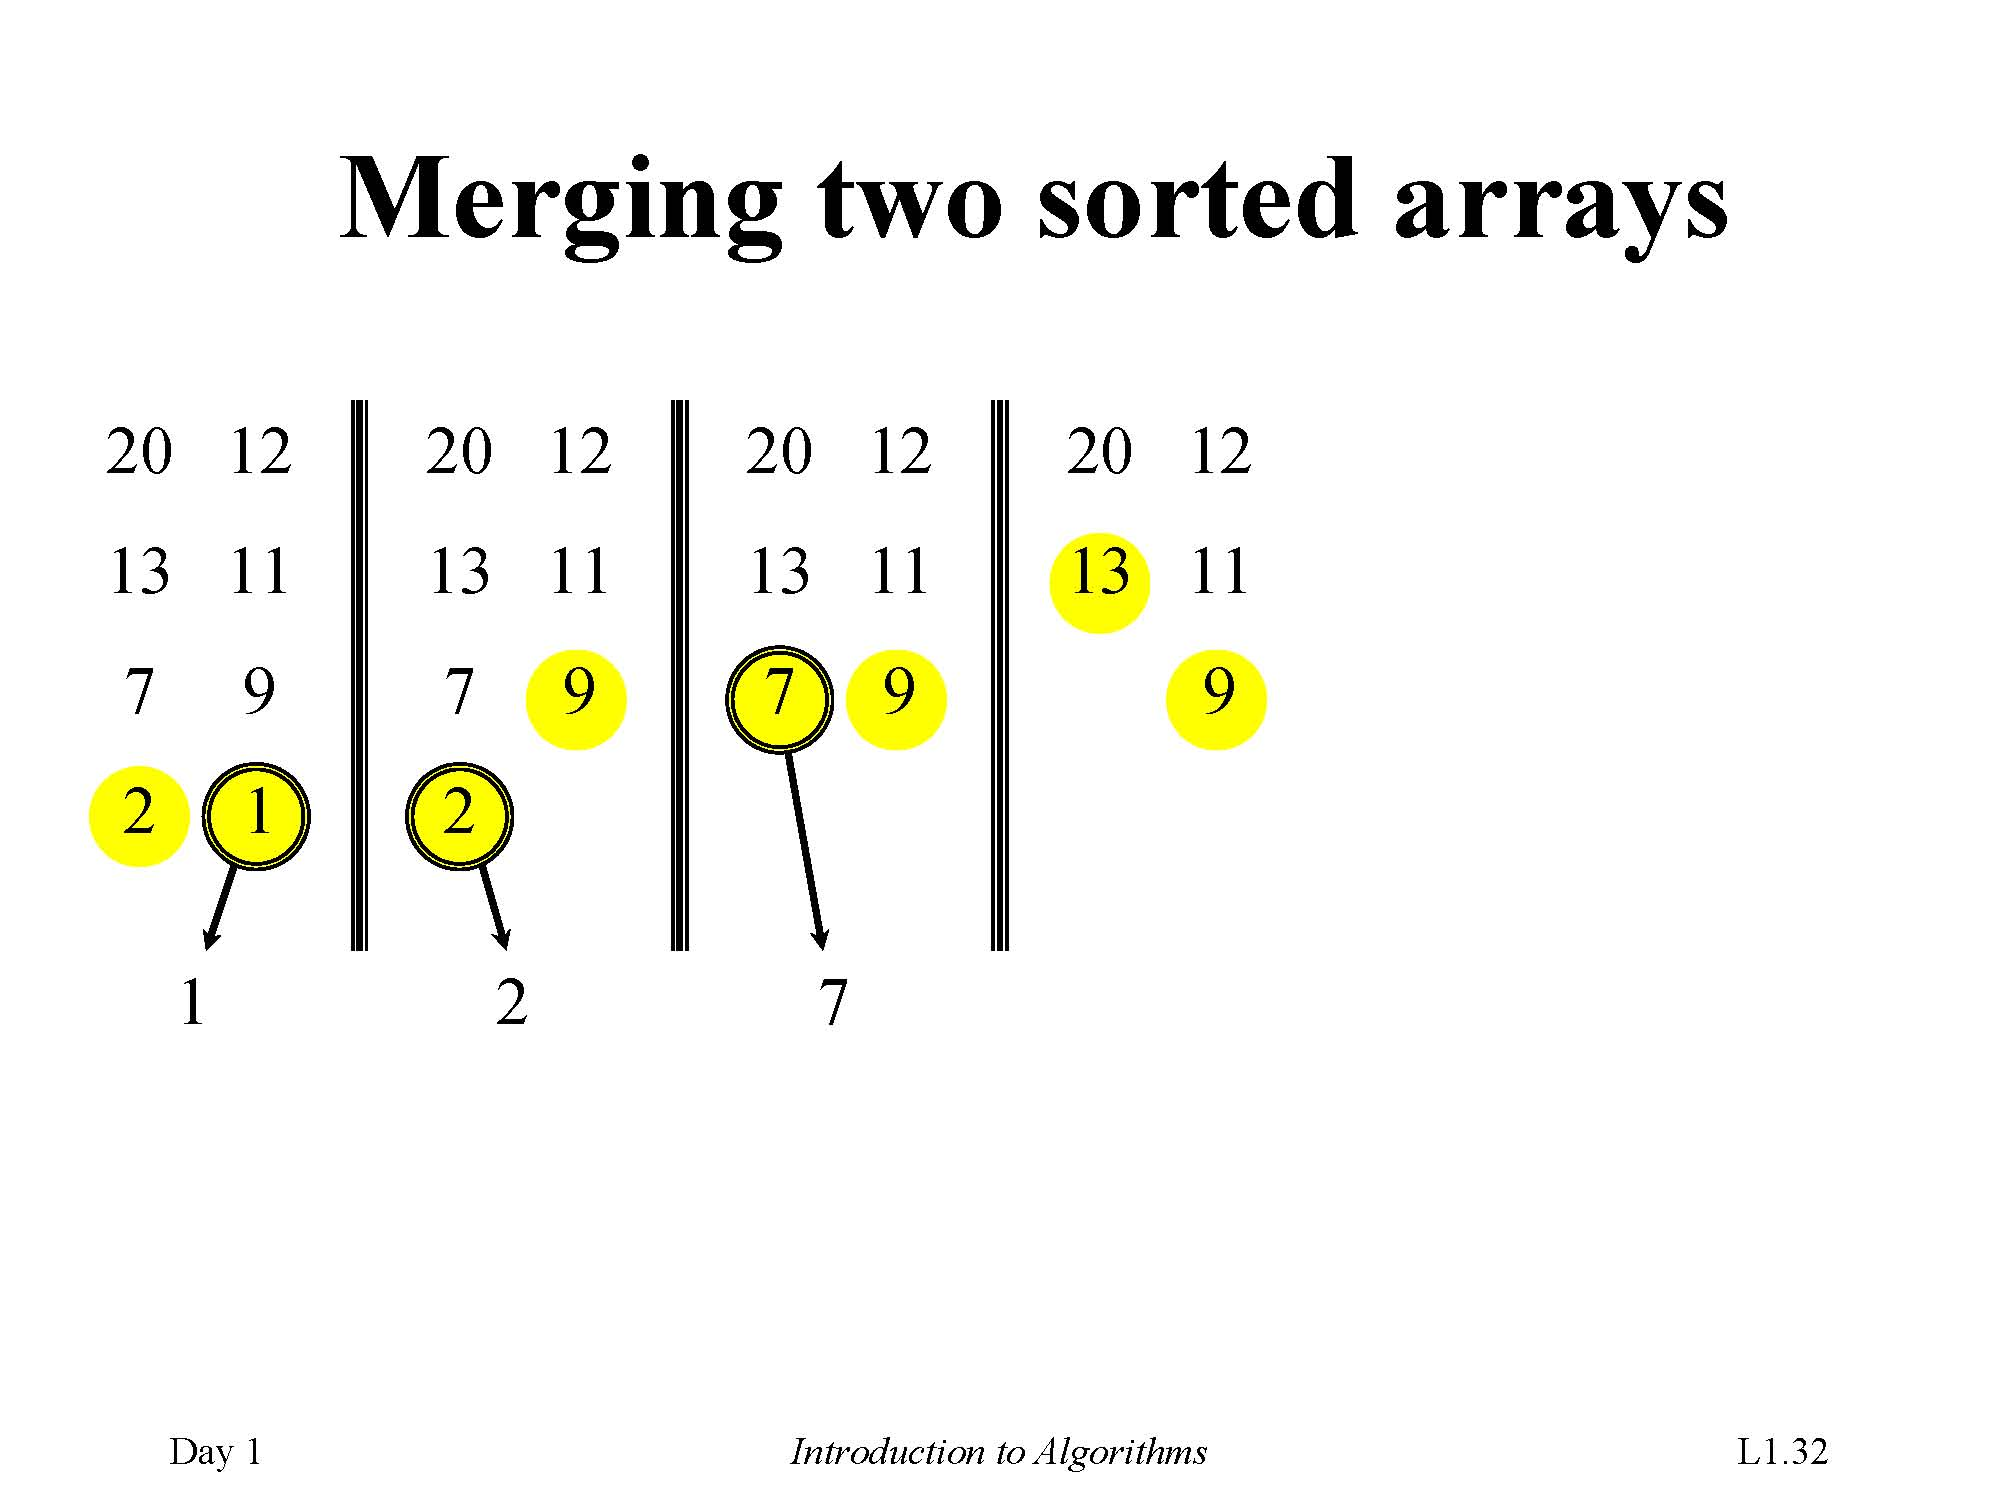 Merging two sorted arrays
20 12 20 12 20 12 20 12
13 11 13 11 13 11 13 11
7 9 7 9 7 9 9
2 1 2
1 2 7
Day 1 Introduction to Algorithms L1.32